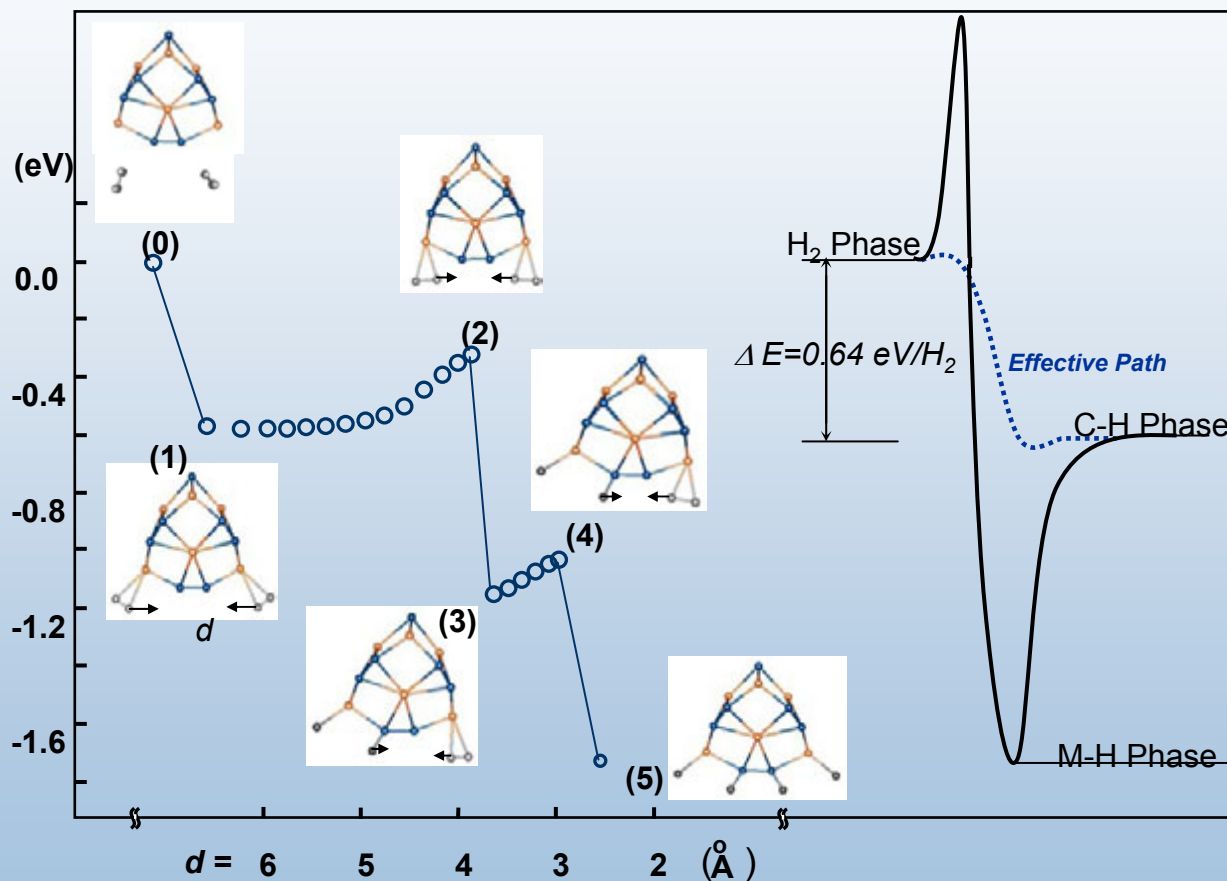 (eV)
0.0
-0.4
-0.8
-1.2
-1.6
(0)
(1)
d
(2)
(3)
(4)
(5)
H₂ Phase
Δ E=0.64 eV/H₂
Effective Path
C-H Phase
M-H Phase
d = 6 5 4 3 2 (Å)